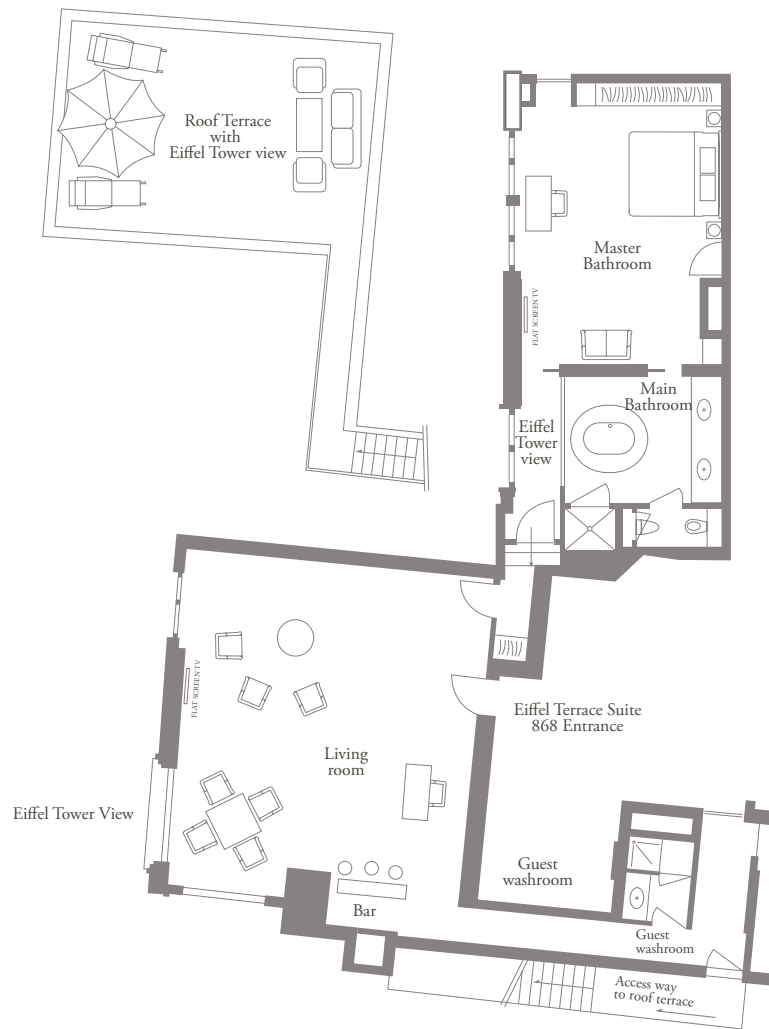 Roof Terrace
with
Eiffel Tower view
Master
Bathroom
FLAT SCREEN TV
Main
Bathroom
Eiffel
Tower
view
FLAT SCREEN TV
Eiffel Terrace Suite
868 Entrance
Living
room
Eiffel Tower View
Guest
washroom
Bar
Guest
washroom
Access way
to roof terrace